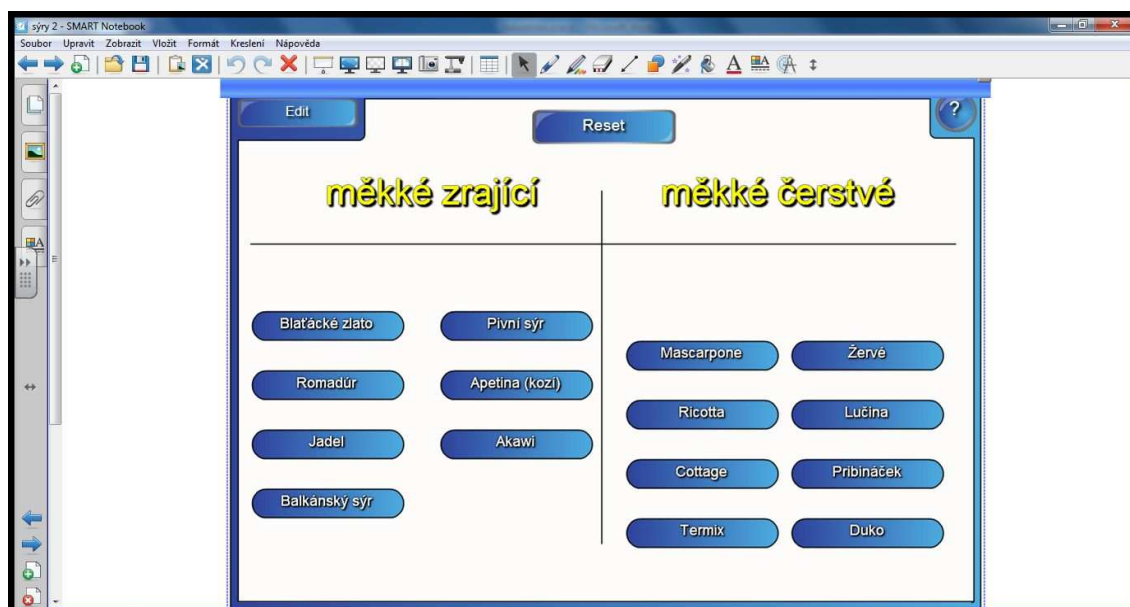 sýry 2 - SMART Notebook
Soubor Upravit Zobrazit Vložit Formát Kreslení Nápověda
Edit
Reset
?
měkké zrající
měkké čerstvé
Blaťácké zlato
Pivní sýr
Romadúr
Apetina (kozí)
Jadel
Akawi
Balkánský sýr
Mascarpone
Žervé
Ricotta
Lučina
Cottage
Pribináček
Termix
Duko